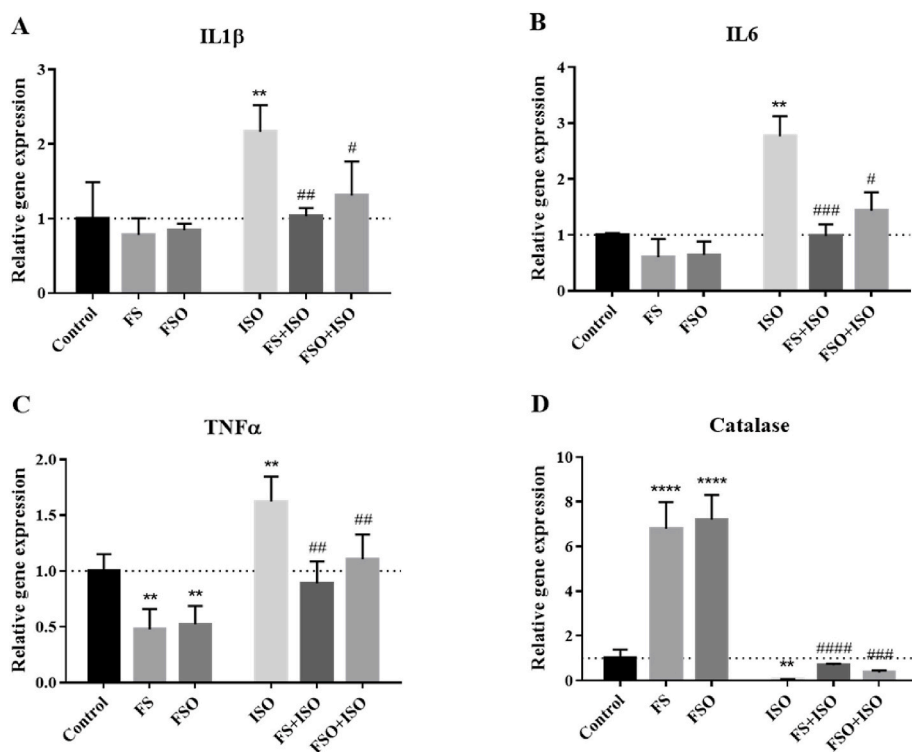 A
IL1β
Relative gene expression
3
2
1
0
**
##
#
Control
FS
FSO
ISO
FS+ISO
FSO+ISO
B
IL6
Relative gene expression
4
3
2
1
0
**
###
#
Control
FS
FSO
ISO
FS+ISO
FSO+ISO
C
TNFα
Relative gene expression
2.0
1.5
1.0
0.5
0.0
**
**
**
##
##
Control
FS
FSO
ISO
FS+ISO
FSO+ISO
D
Catalase
Relative gene expression
10
8
6
4
2
0
****
****
**
####
###
Control
FS
FSO
ISO
FS+ISO
FSO+ISO